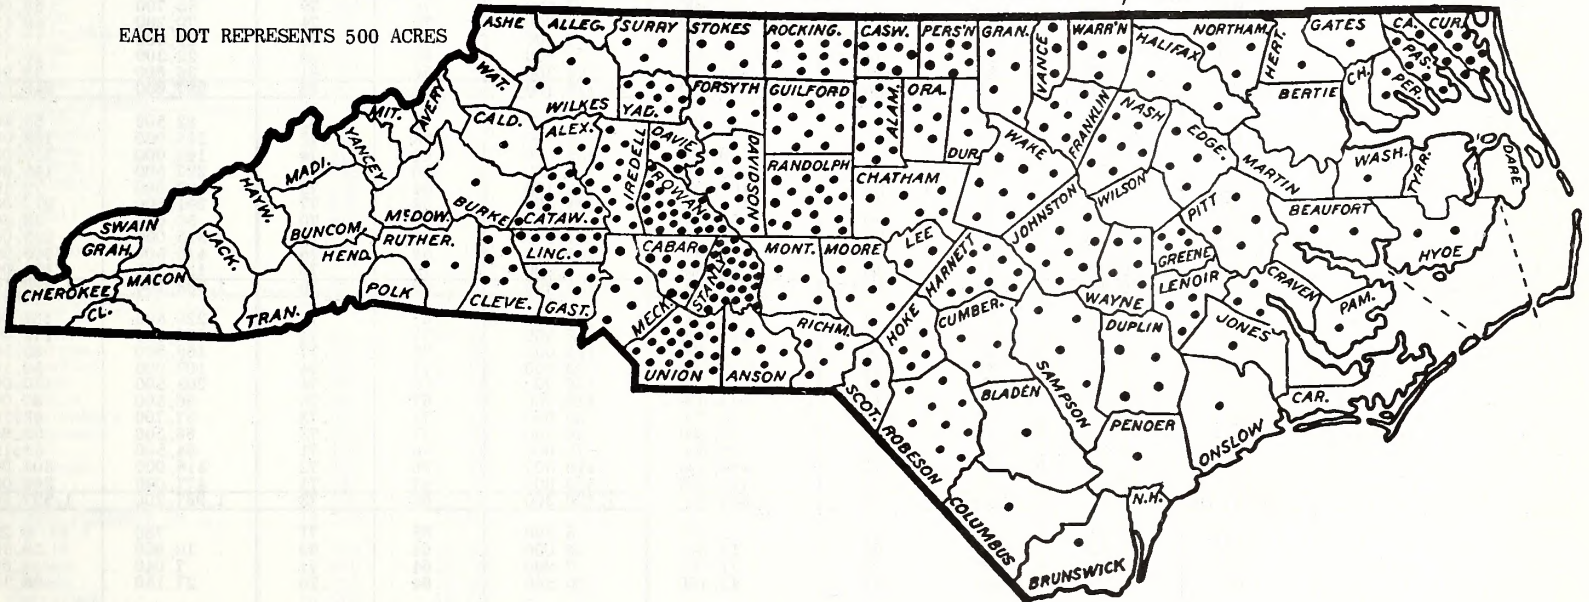 EACH DOT REPRESENTS 500 ACRES
ASHE
ALLEG.
SURRY
STOKES
ROCKING.
CASW.
PERS'N
GRAN.
VANCE
WARR'N
HALIFAX
NORTHAM.
HERT.
GATES
CA.
CUR.
PAS.
PER.
CH.
WAT.
WILKES
YAD.
FORSYTH
GUILFORD
ALAM.
ORA.
DUR.
FRANKLIN
NASH
EDGE.
BERTIE
MIT.
AVERY
CALD.
ALEX.
IREDELL
DAVIE
DAVIDSON
RANDOLPH
CHATHAM
WAKE
WILSON
MARTIN
WASH.
TYRR.
DARE
MADI.
YANCEY
McDOW.
BURKE
CATAW.
ROWAN
JOHNSTON
PITT
BEAUFORT
HYDE
SWAIN
GRAH.
HAYW.
BUNCOM.
RUTHER.
LINC.
CABAR.
STANLY
MONT.
MOORE
LEE
HARNETT
GREENE
LENOIR
CRAVEN
PAM.
CHEROKEE
MACON
JACK.
HEND.
POLK
CLEVE.
GAST.
MECK.
RICHM.
HOKE
CUMBER.
WAYNE
DUPLIN
JONES
CL.
TRAN.
UNION
ANSON
SCOT.
ROBESON
BLADEN
SAMPSON
PENOER
ONSLOW
CAR.
COLUMBUS
N.H.
BRUNSWICK